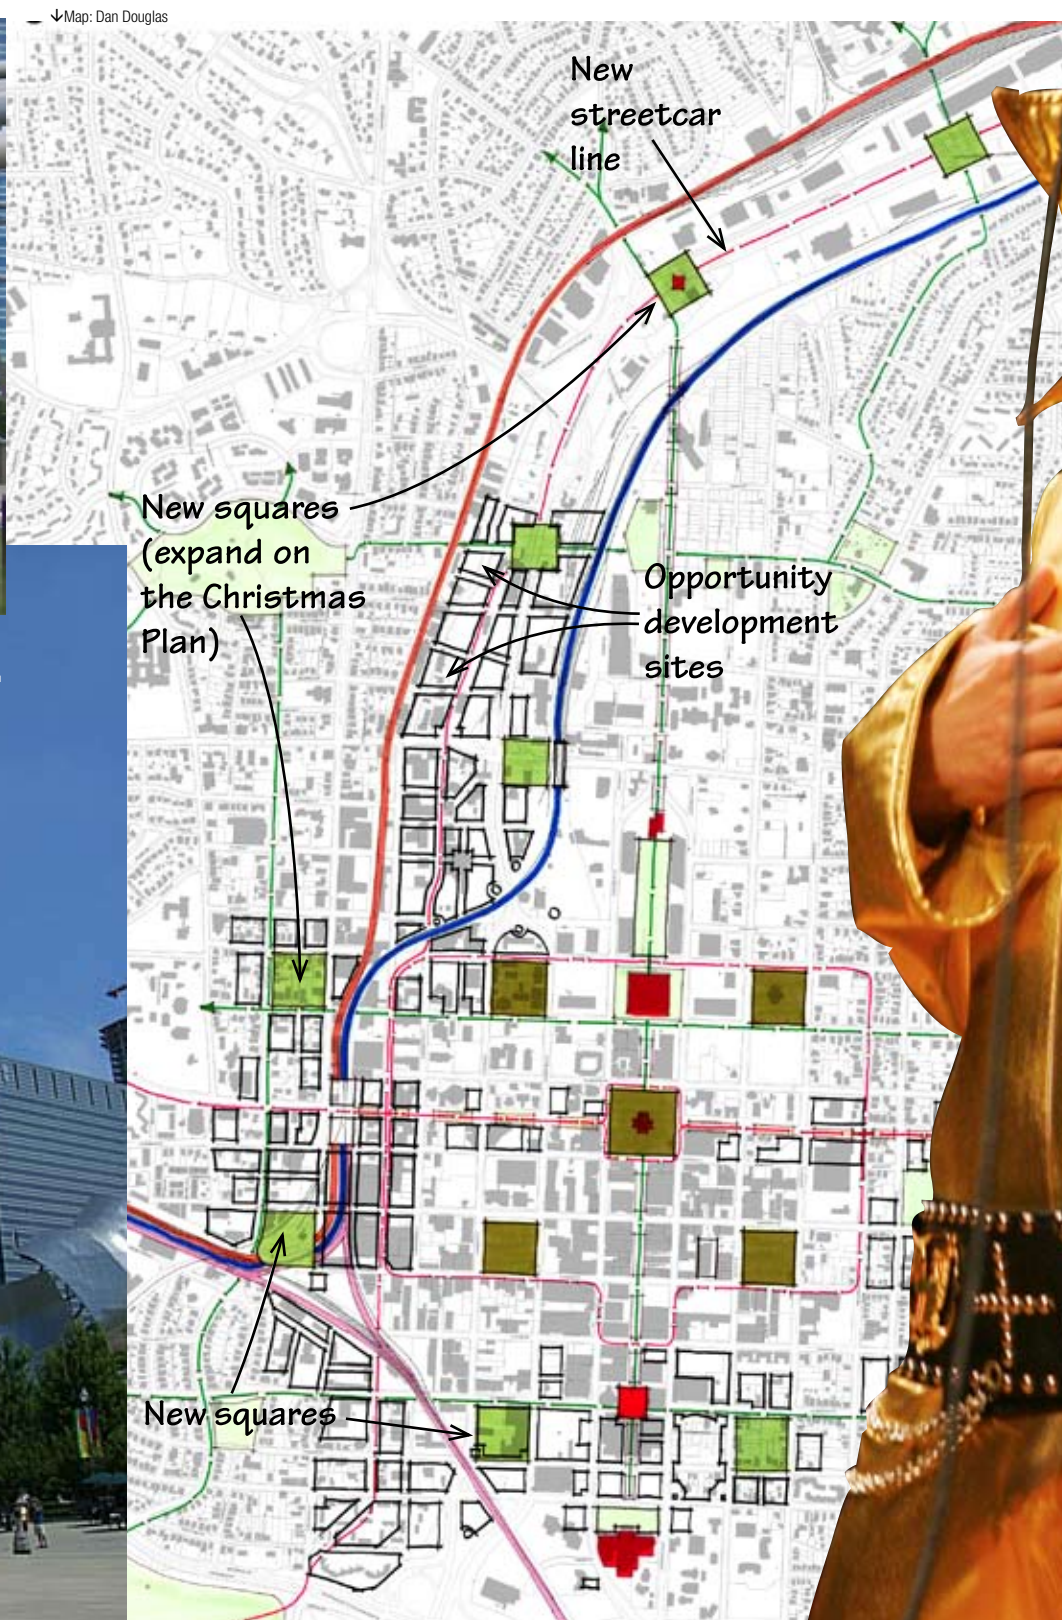 ↓Map: Dan Douglas
New
streetcar
line
New squares
(expand on
the Christmas
Plan)
Opportunity
development
sites
New squares